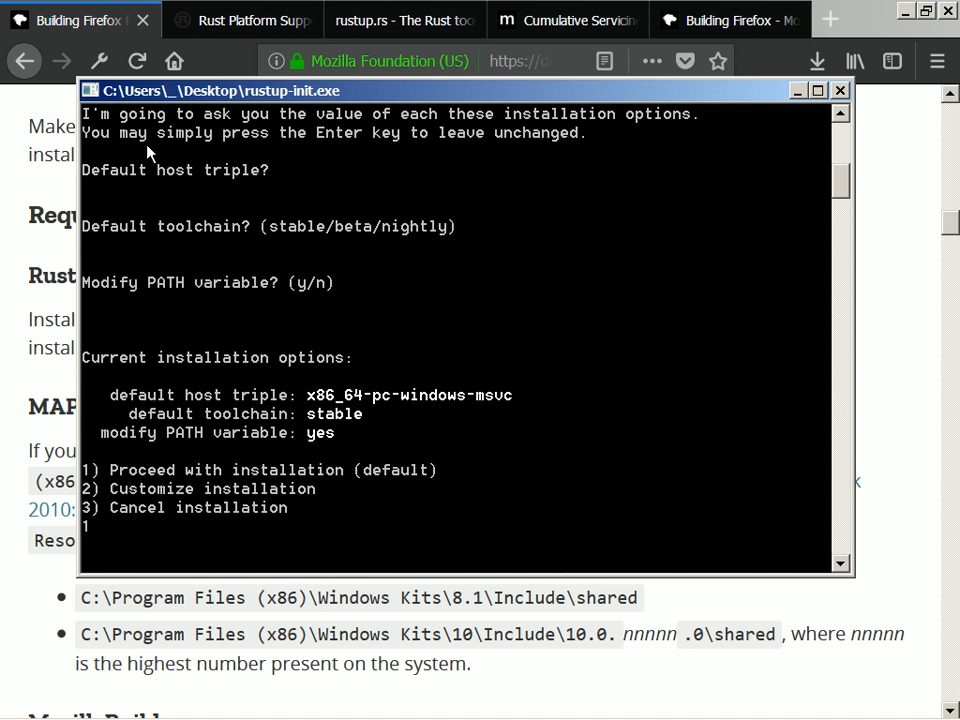 Building Firefox f
Rust Platform Supp
rustup.rs - The Rust too
Cumulative Servicin
Building Firefox - Mo
Mozilla Foundation (US)
https://d
C:\Users\_\Desktop\rustup-init.exe
I'm going to ask you the value of each these installation options.
You may simply press the Enter key to leave unchanged.
Default host triple?
Default toolchain? (stable/beta/nightly)
Modify PATH variable? (y/n)
Current installation options:
default host triple: x86_64-pc-windows-msvc
default toolchain: stable
modify PATH variable: yes
1) Proceed with installation (default)
2) Customize installation
3) Cancel installation
1
Make
instal
Requ
Rust
Instal
instal
MAP
If you
(x86
k
2010:
Reso
C:\Program Files (x86)\Windows Kits\8.1\Include\shared
C:\Program Files (x86)\Windows Kits\10\Include\10.0.nnnnn.0\shared, where nnnnn
is the highest number present on the system.